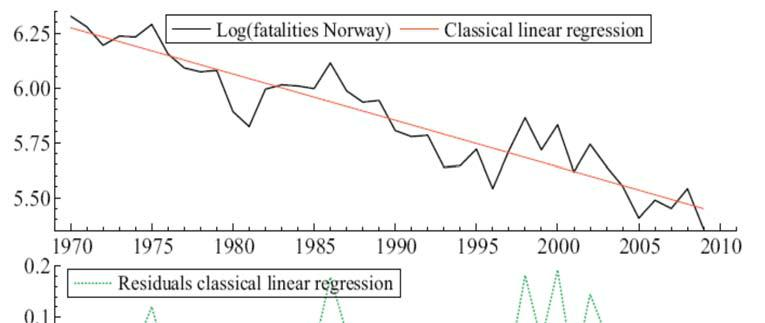 Log(fatalities Norway) Classical linear regression
6.25
6.00
5.75
5.50
1970 1975 1980 1985 1990 1995 2000 2005 2010
0.2
Residuals classical linear regression
0.1